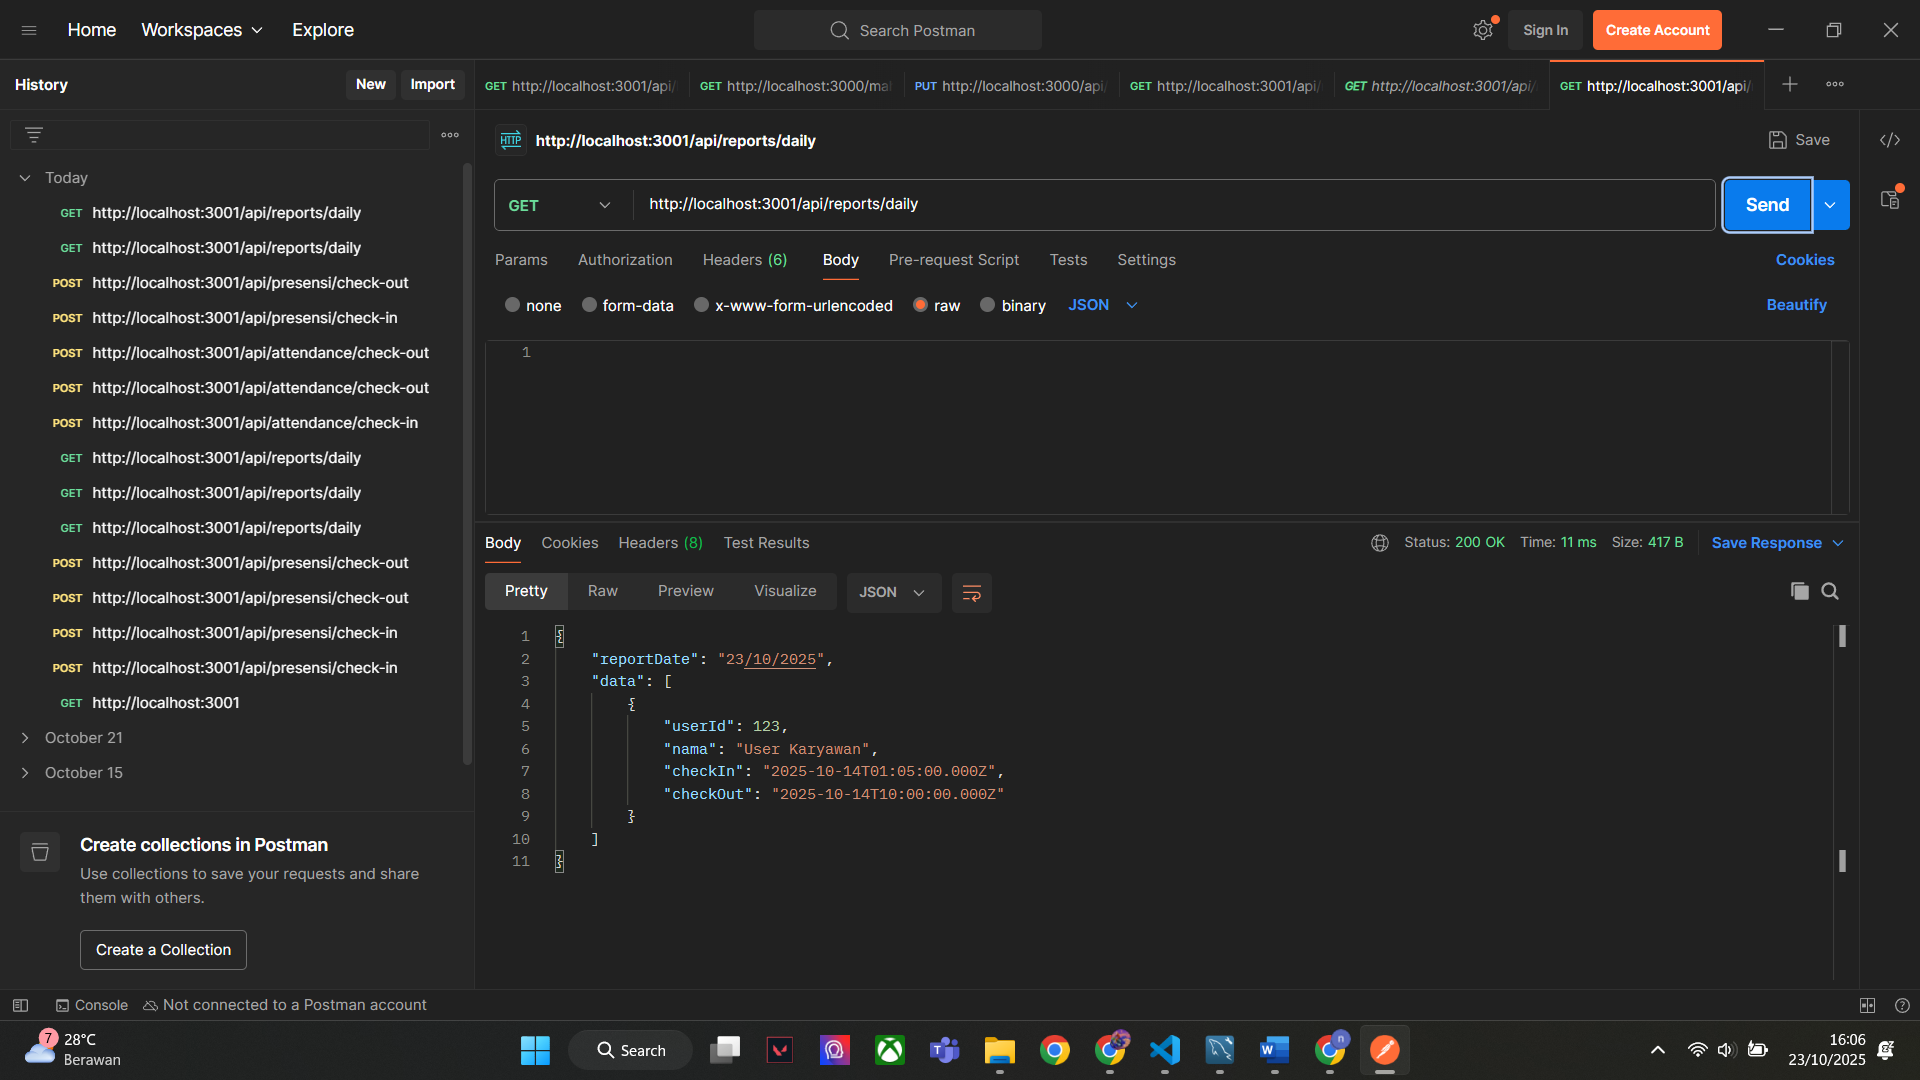 Home Workspaces Explore
Search Postman
Sign In Create Account
History New Import
GET http://localhost:3001/api/ GET http://localhost:3000/ma PUT http://localhost:3000/api, GET http://localhost:3001/api/ GET http://localhost:3001/api/ GET http://localhost:3001/api/
HTTP http://localhost:3001/api/reports/daily
Save
GET http://localhost:3001/api/reports/daily Send
Params Authorization Headers (6) Body Pre-request Script Tests Settings Cookies
none form-data x-www-form-urlencoded raw binary JSON Beautify
1
Today
GET http://localhost:3001/api/reports/daily
GET http://localhost:3001/api/reports/daily
POST http://localhost:3001/api/presensi/check-out
POST http://localhost:3001/api/presensi/check-in
POST http://localhost:3001/api/attendance/check-out
POST http://localhost:3001/api/attendance/check-out
POST http://localhost:3001/api/attendance/check-in
GET http://localhost:3001/api/reports/daily
GET http://localhost:3001/api/reports/daily
GET http://localhost:3001/api/reports/daily
POST http://localhost:3001/api/presensi/check-out
POST http://localhost:3001/api/presensi/check-out
POST http://localhost:3001/api/presensi/check-in
POST http://localhost:3001/api/presensi/check-in
GET http://localhost:3001
October 21
October 15
Create collections in Postman
Use collections to save your requests and share
them with others.
Create a Collection
Body Cookies Headers (8) Test Results
Status: 200 OK Time: 11 ms Size: 417 B Save Response
Pretty Raw Preview Visualize JSON
1 {
2 "reportDate": "23/10/2025",
3 "data": [
4 {
5 "userId": 123,
6 "nama": "User Karyawan",
7 "checkIn": "2025-10-14T01:05:00.000Z",
8 "checkOut": "2025-10-14T10:00:00.000Z"
9 }
10 ]
11 }
Console Not connected to a Postman account
7 28°C
Berawan
Search
16:06
23/10/2025